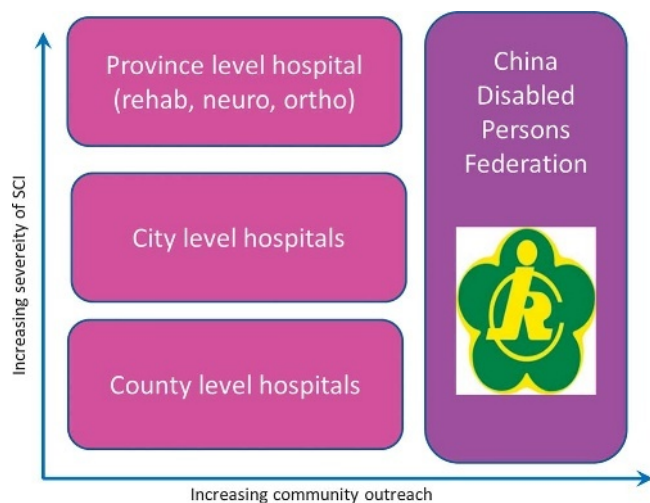 Province level hospital
(rehab, neuro, ortho)
City level hospitals
County level hospitals
China
Disabled
Persons
Federation
Increasing severeity of SCI
Increasing community outreach